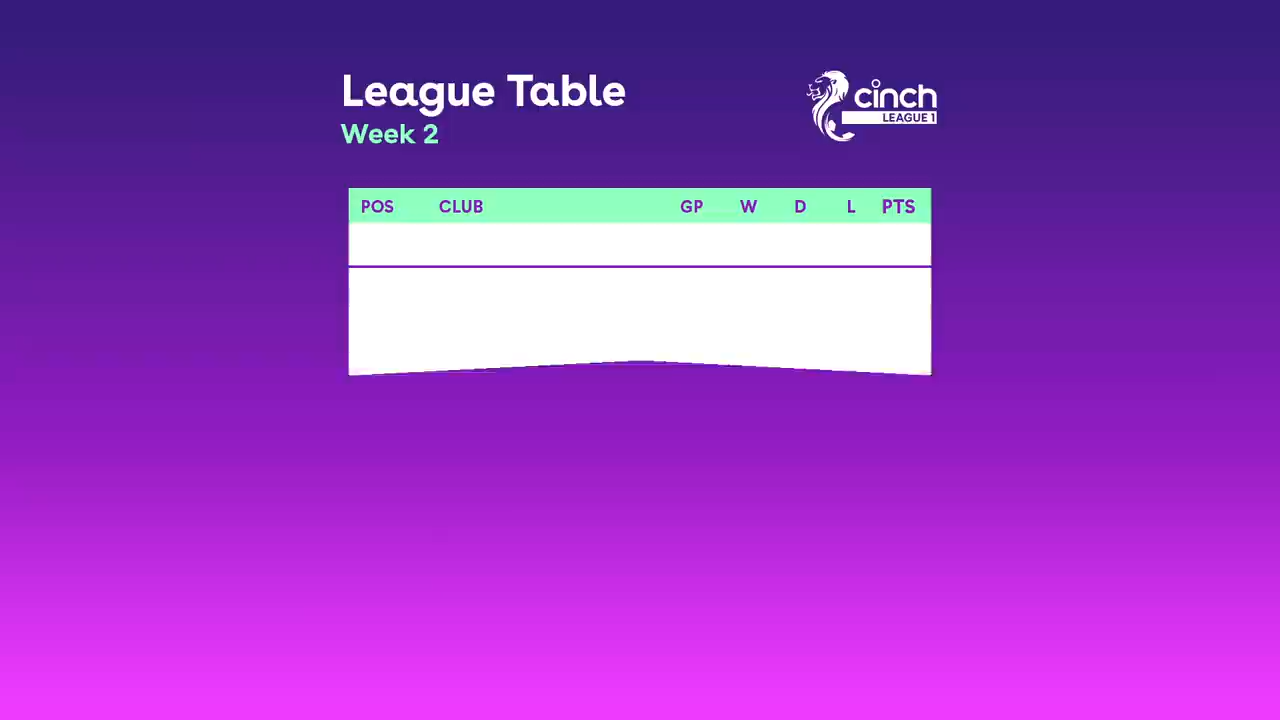 League Table
Week 2
cinch
LEAGUE 1
POS CLUB GP W D L PTS